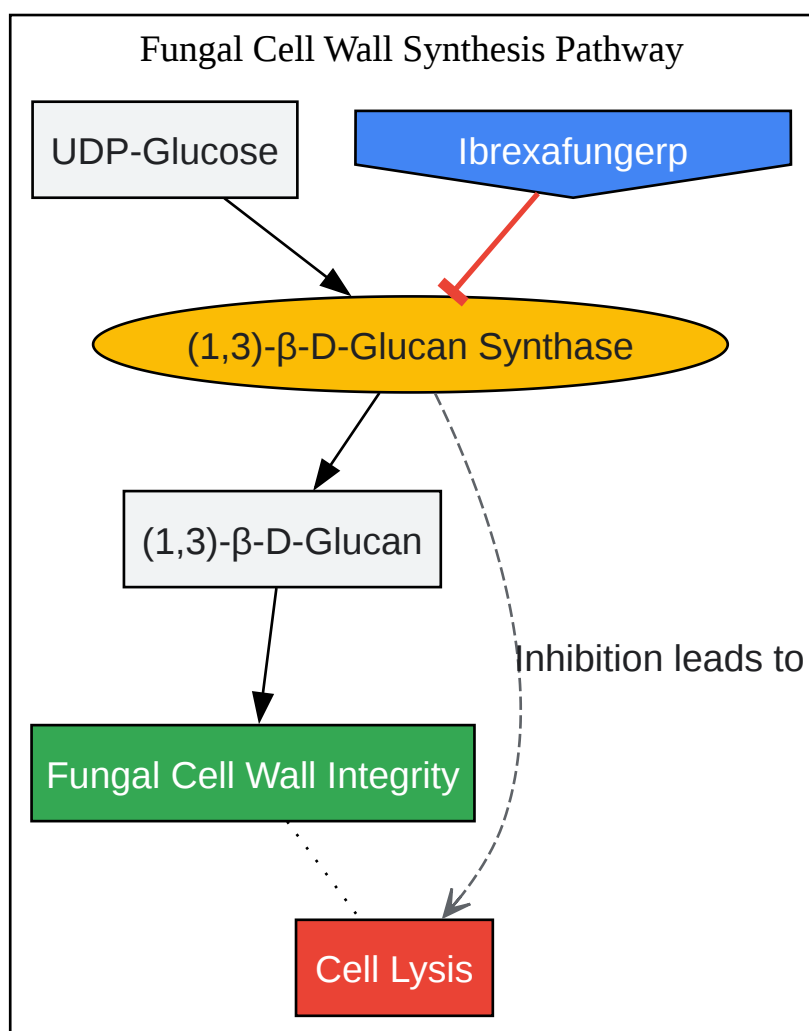 Fungal Cell Wall Synthesis Pathway
UDP-Glucose
Ibrexafungerp
(1,3)-β-D-Glucan Synthase
(1,3)-β-D-Glucan
Inhibition leads to
Fungal Cell Wall Integrity
Cell Lysis